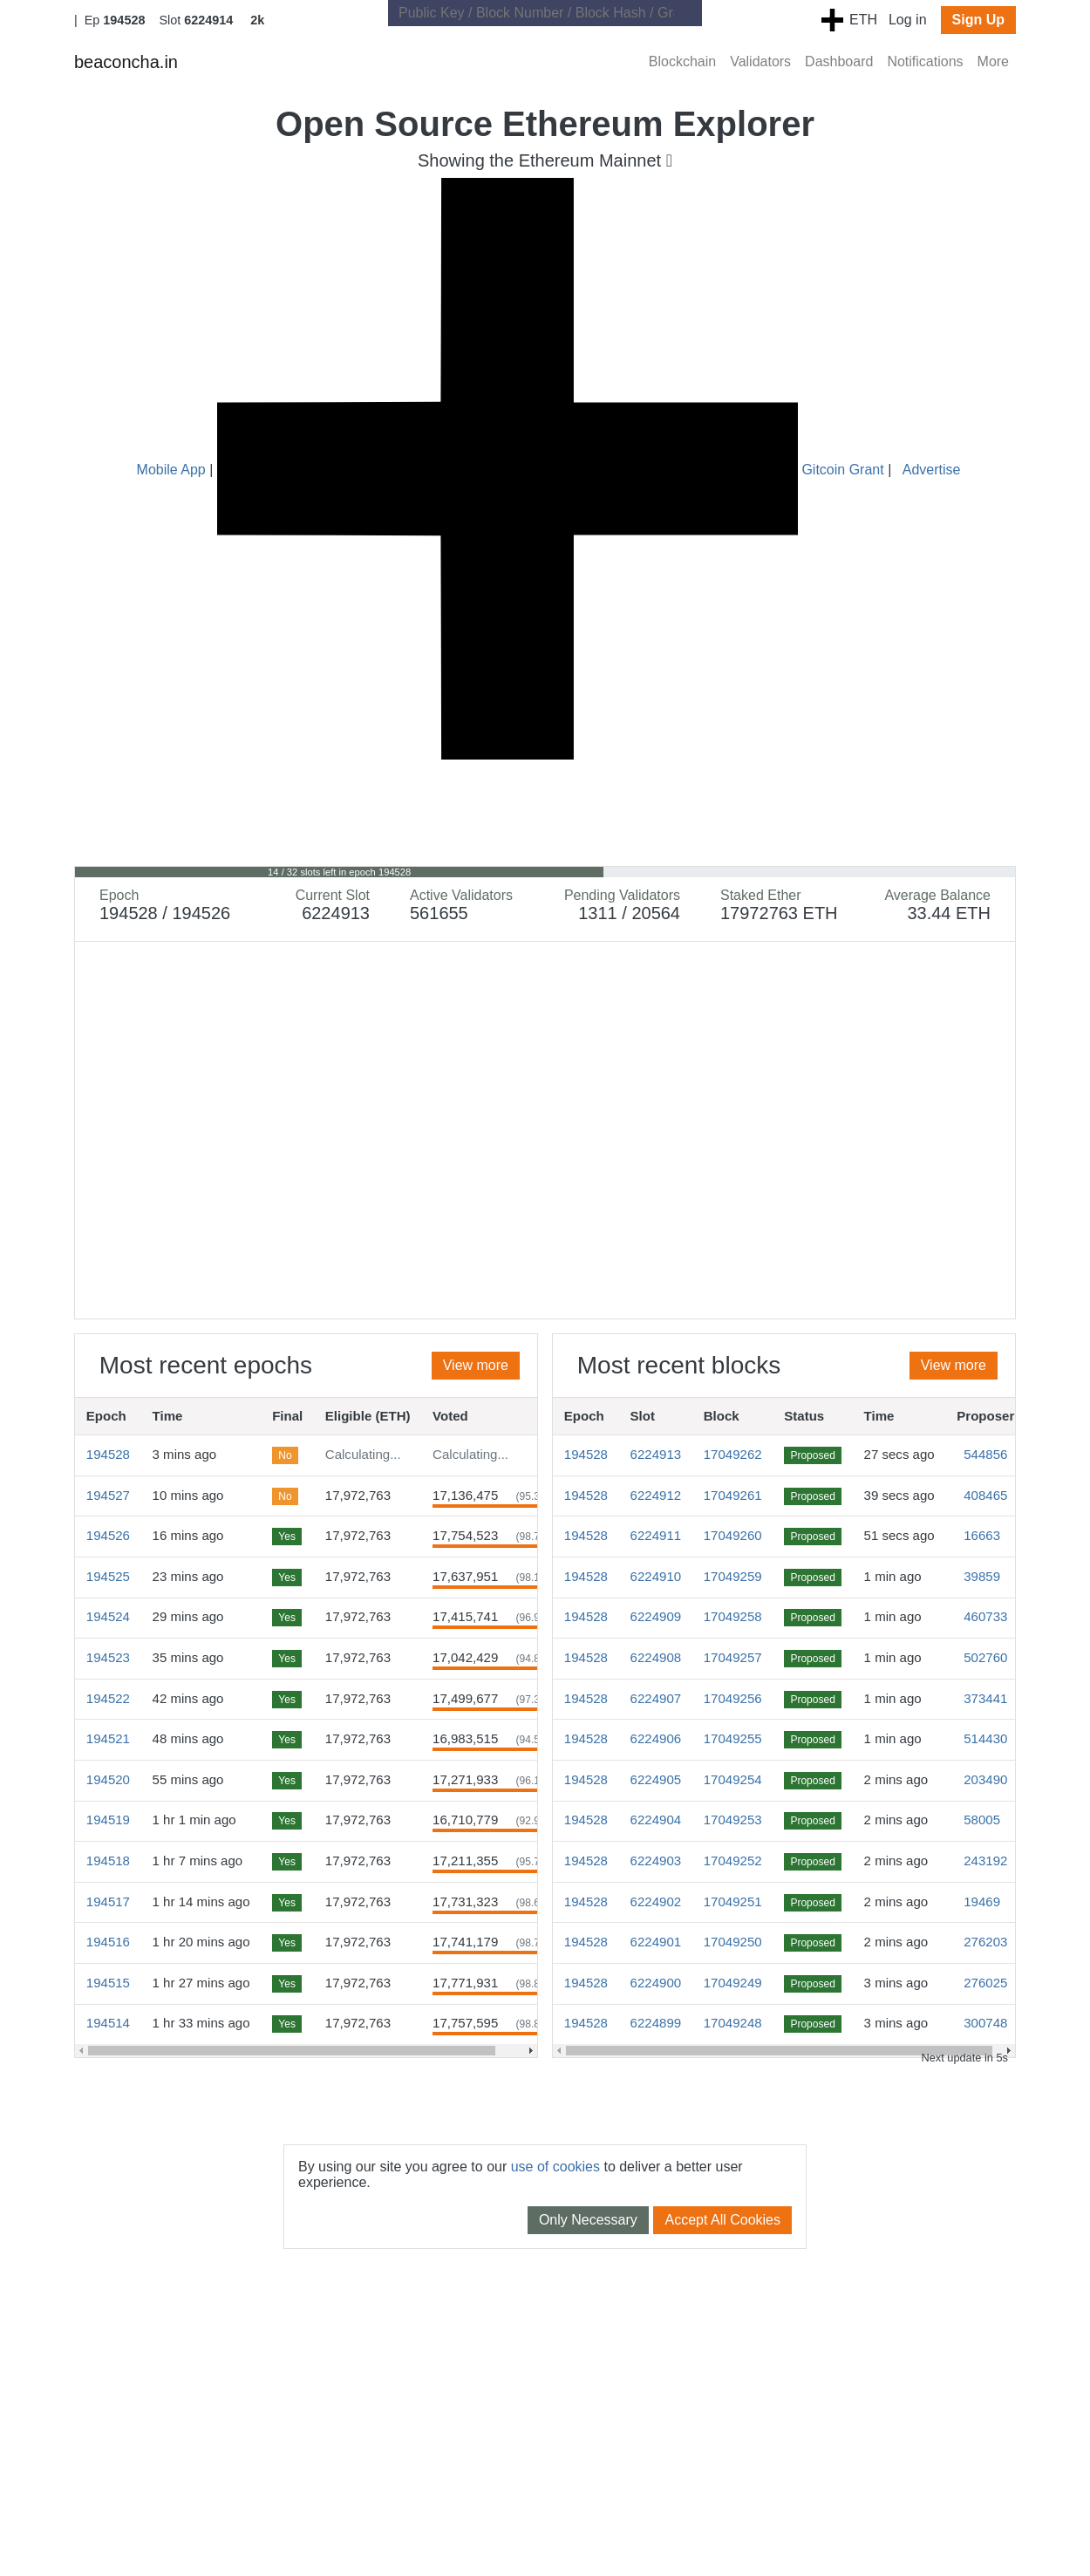 | Ep 194528 Slot 6224914 2k
Public Key / Block Number / Block Hash / Gr
ETH Log in Sign Up
beaconcha.in
Blockchain Validators Dashboard Notifications More
Open Source Ethereum Explorer
Showing the Ethereum Mainnet
Mobile App | Gitcoin Grant | Advertise
14 / 32 slots left in epoch 194528
Epoch Current Slot Active Validators Pending Validators Staked Ether Average Balance
194528 / 194526 6224913 561655 1311 / 20564 17972763 ETH 33.44 ETH
Most recent epochs View more
Epoch Time Final Eligible (ETH) Voted
194528 3 mins ago No Calculating... Calculating...
194527 10 mins ago No 17,972,763 17,136,475 (95.3
194526 16 mins ago Yes 17,972,763 17,754,523 (98.7
194525 23 mins ago Yes 17,972,763 17,637,951 (98.1
194524 29 mins ago Yes 17,972,763 17,415,741 (96.9
194523 35 mins ago Yes 17,972,763 17,042,429 (94.8
194522 42 mins ago Yes 17,972,763 17,499,677 (97.3
194521 48 mins ago Yes 17,972,763 16,983,515 (94.5
194520 55 mins ago Yes 17,972,763 17,271,933 (96.1
194519 1 hr 1 min ago Yes 17,972,763 16,710,779 (92.9
194518 1 hr 7 mins ago Yes 17,972,763 17,211,355 (95.7
194517 1 hr 14 mins ago Yes 17,972,763 17,731,323 (98.6
194516 1 hr 20 mins ago Yes 17,972,763 17,741,179 (98.7
194515 1 hr 27 mins ago Yes 17,972,763 17,771,931 (98.8
194514 1 hr 33 mins ago Yes 17,972,763 17,757,595 (98.8
Most recent blocks View more
Epoch Slot Block Status Time Proposer
194528 6224913 17049262 Proposed 27 secs ago 544856
194528 6224912 17049261 Proposed 39 secs ago 408465
194528 6224911 17049260 Proposed 51 secs ago 16663
194528 6224910 17049259 Proposed 1 min ago 39859
194528 6224909 17049258 Proposed 1 min ago 460733
194528 6224908 17049257 Proposed 1 min ago 502760
194528 6224907 17049256 Proposed 1 min ago 373441
194528 6224906 17049255 Proposed 1 min ago 514430
194528 6224905 17049254 Proposed 2 mins ago 203490
194528 6224904 17049253 Proposed 2 mins ago 58005
194528 6224903 17049252 Proposed 2 mins ago 243192
194528 6224902 17049251 Proposed 2 mins ago 19469
194528 6224901 17049250 Proposed 2 mins ago 276203
194528 6224900 17049249 Proposed 3 mins ago 276025
194528 6224899 17049248 Proposed 3 mins ago 300748
Next update in 5s
By using our site you agree to our use of cookies to deliver a better user
experience.
Only Necessary Accept All Cookies